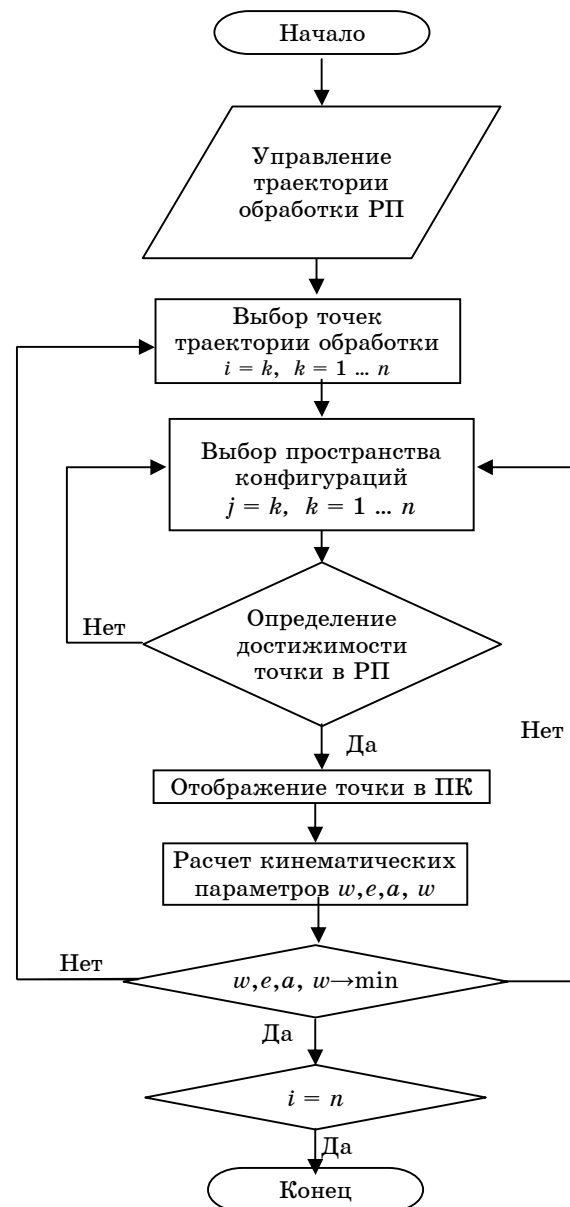 Начало
Управление
траектории
обработки РП
Выбор точек
траектории обработки
i = k, k = 1 ... n
Выбор пространства
конфигураций
j = k, k = 1 ... n
Нет
Определение
достижимости
точки в РП
Да
Нет
Отображение точки в ПК
Расчет кинематических
параметров w,e,a, w
Нет
w,e,a, w→min
Да
i = n
Да
Конец